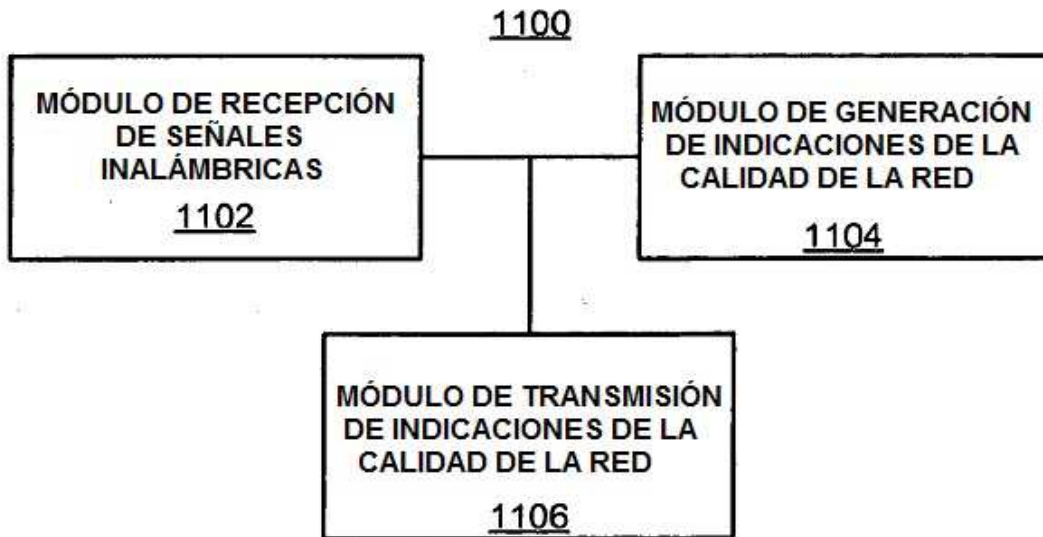 1100
MÓDULO DE RECEPCIÓN
DE SEÑALES
INALÁMBRICAS
1102
MÓDULO DE GENERACIÓN
DE INDICACIONES DE LA
CALIDAD DE LA RED
1104
MÓDULO DE TRANSMISIÓN
DE INDICACIONES DE LA
CALIDAD DE LA RED
1106